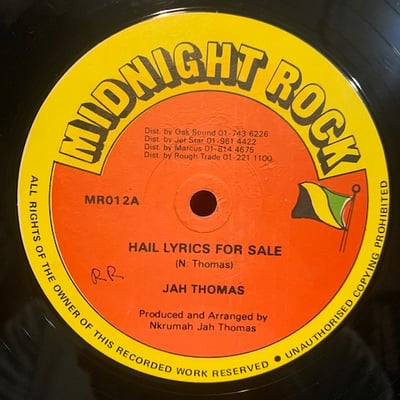 MIDNIGHT ROCK
Dist. by Oak Sound 01-743 6226
Dist. by Jet Star 01-961 4422
Dist. by Marcus 01-814 4675
Dist. by Rough Trade 01-221 1100
MR012A
HAIL LYRICS FOR SALE
(N. Thomas)
R.R.
JAH THOMAS
Produced and Arranged by
Nkrumah Jah Thomas
ALL RIGHTS OF THE OWNER OF THIS RECORDED WORK RESERVED • UNAUTHORISED COPYING PROHIBITED